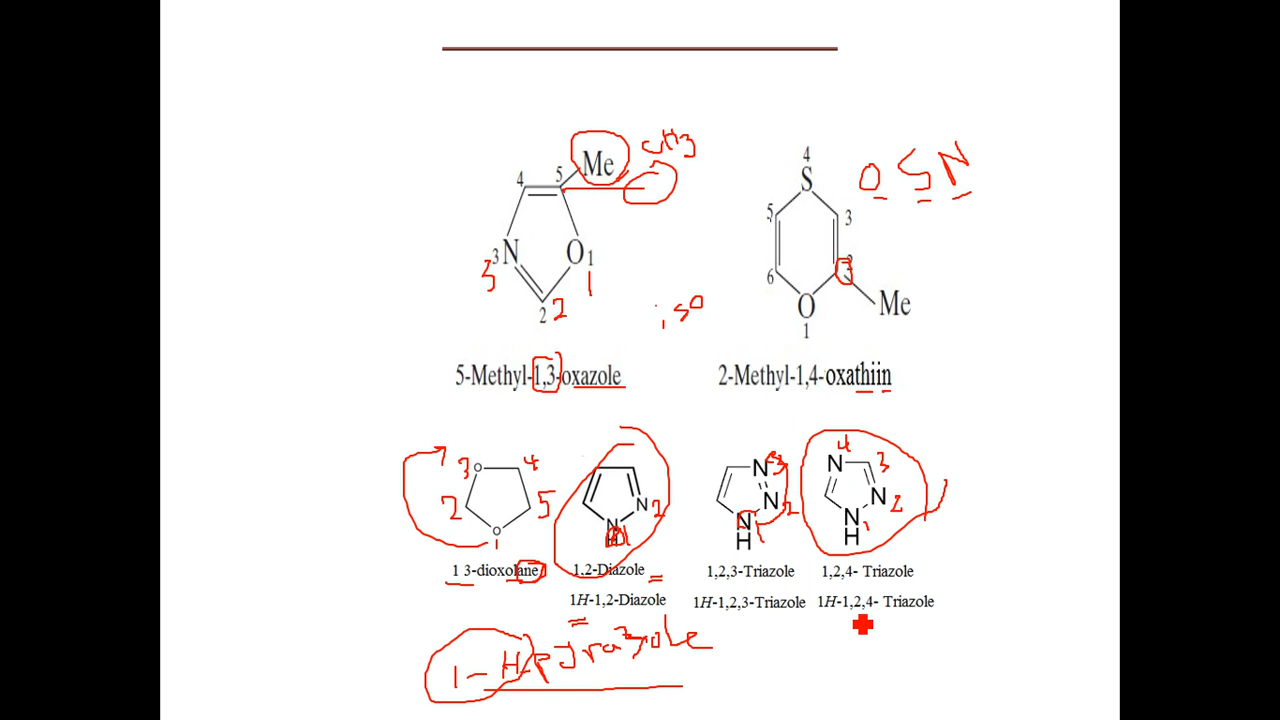 Me CH3
4 5
N 3 O 1
3 1
2 2
iso
4
S
O S N
5 3
6 2
O Me
1
5-Methyl-1,3-oxazole
2-Methyl-1,4-oxathiin
3 O 4
2 5
O
1
N 2
N
H 1
N 3
N 2
N 1
H
4
N 3
N 2
N 1
H
1 3-dioxolane
1,2-Diazole
1,2,3-Triazole
1,2,4- Triazole
1H-1,2-Diazole
1H-1,2,3-Triazole
1H-1,2,4- Triazole
1-H-pyrazole